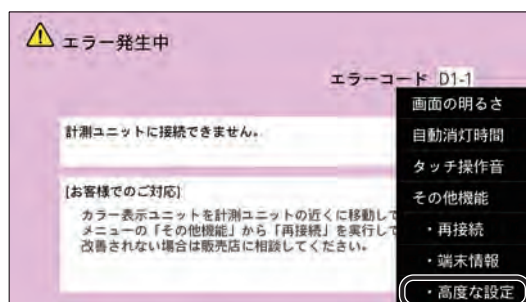 エラー発生中
エラーコード D1-1
計測ユニットに接続できません。
[お客様でのご対応]
カラー表示ユニットを計測ユニットの近くに移動して
メニューの「その他機能」から「再接続」を実行して
改善されない場合は販売店に相談してください。
画面の明るさ
自動消灯時間
タッチ操作音
その他機能
・再接続
・端末情報
・高度な設定